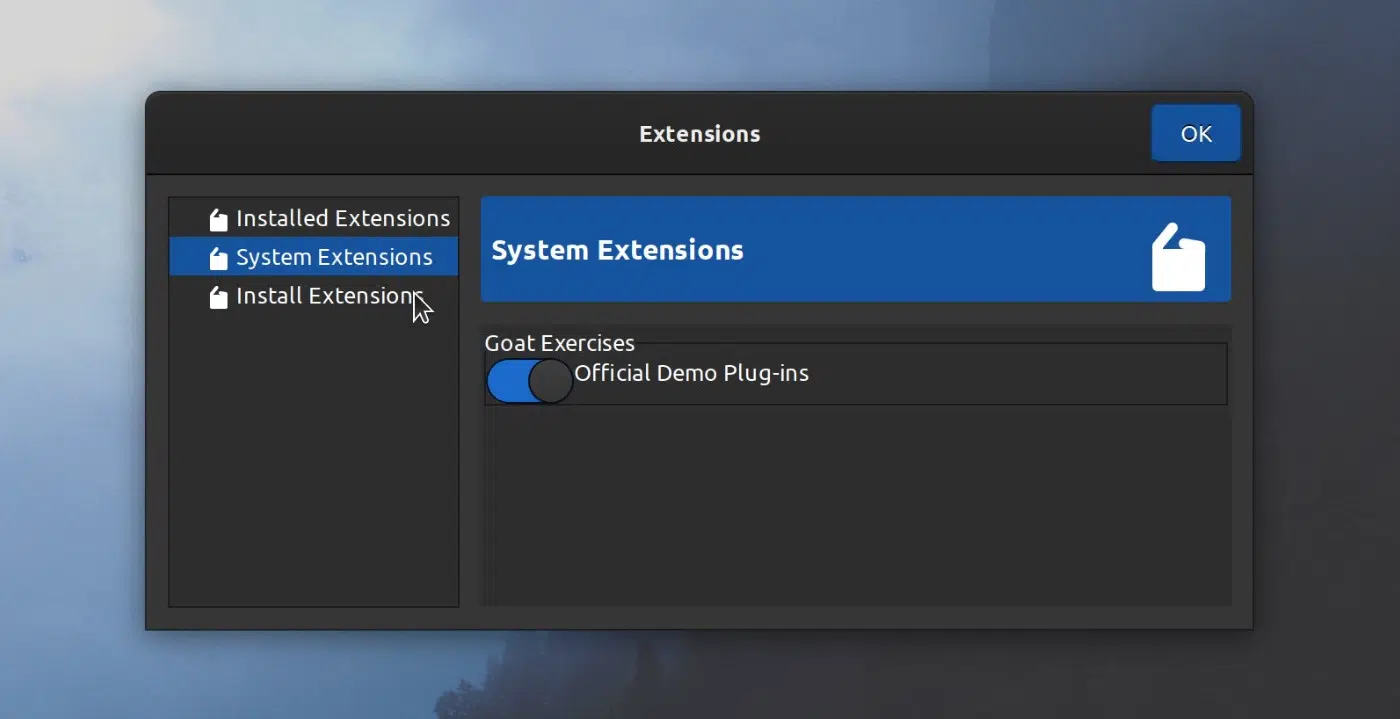 Extensions
OK
Installed Extensions
System Extensions
Install Extensions
System Extensions
Goat Exercises
Official Demo Plug-ins